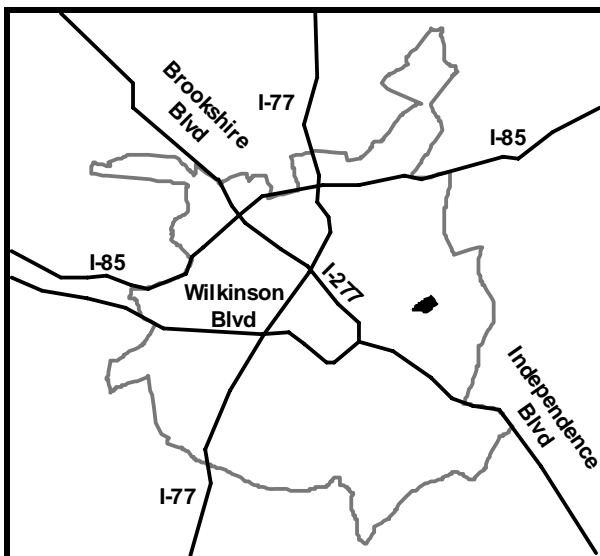 Brookshire
Blvd
I-77
I-85
I-85
Wilkinson
Blvd
I-277
Independence
Blvd
I-77